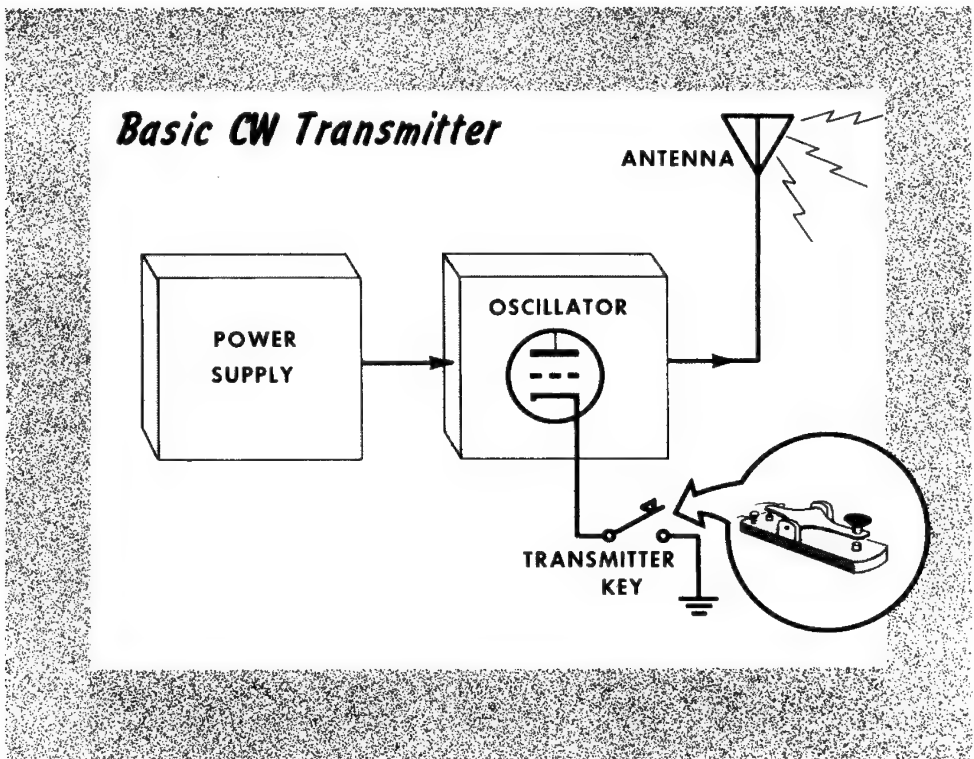 Basic CW Transmitter
ANTENNA
POWER
SUPPLY
OSCILLATOR
TRANSMITTER
KEY